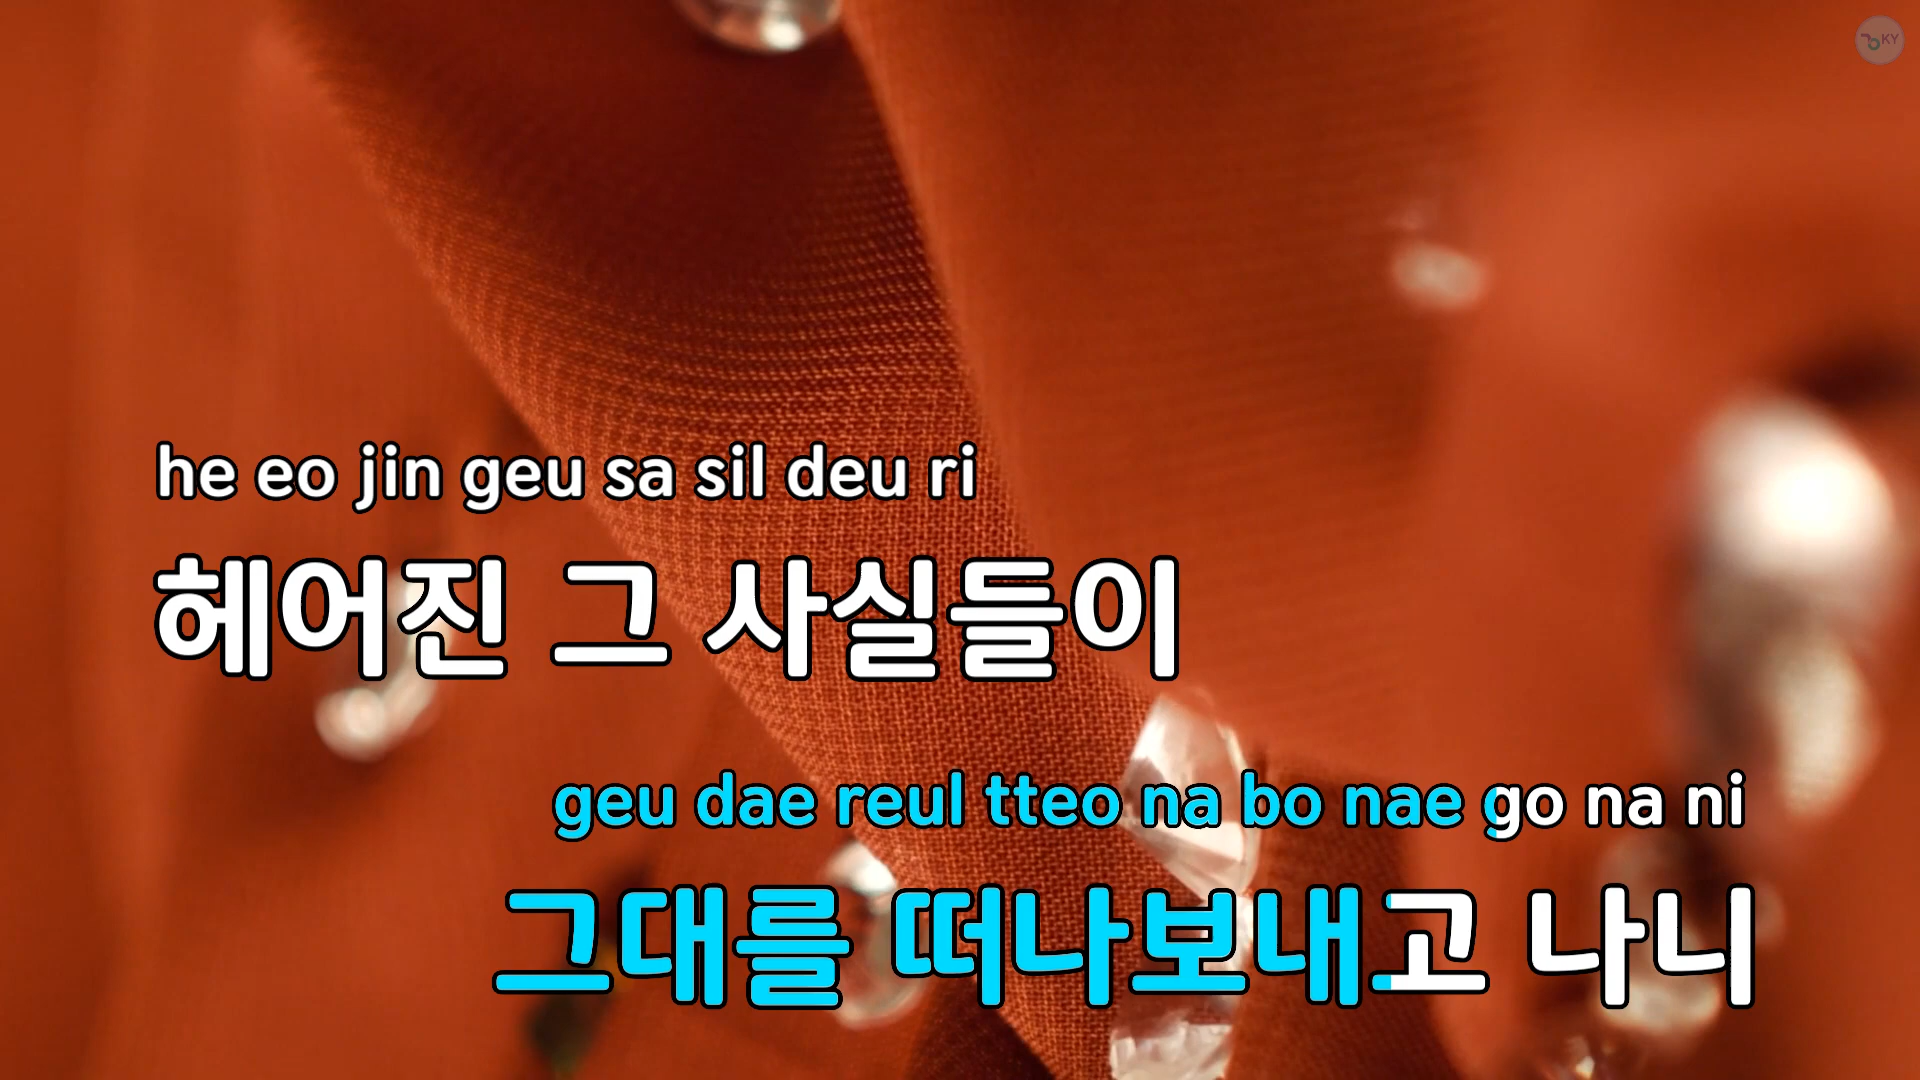 KY
he eo jin geu sa sil deu ri
헤어진 그 사실들이
geu dae reul tteo na bo nae go na ni
그대를 떠나보내고 나니